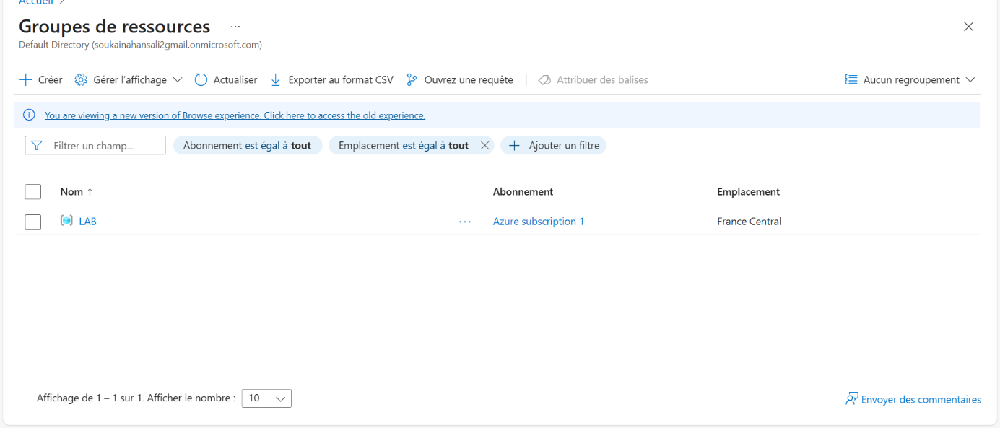 Accueil
Groupes de ressources ...
Default Directory (soukainahansali2gmail.onmicrosoft.com)
Créer Gérer l'affichage Actualiser Exporter au format CSV Ouvrez une requête Attribuer des balises Aucun regroupement
You are viewing a new version of Browse experience. Click here to access the old experience.
Filtrer un champ... Abonnement est égal à tout Emplacement est égal à tout Ajouter un filtre
Nom ↑ Abonnement Emplacement
LAB ... Azure subscription 1 France Central
Affichage de 1 – 1 sur 1. Afficher le nombre : 10 Envoyer des commentaires